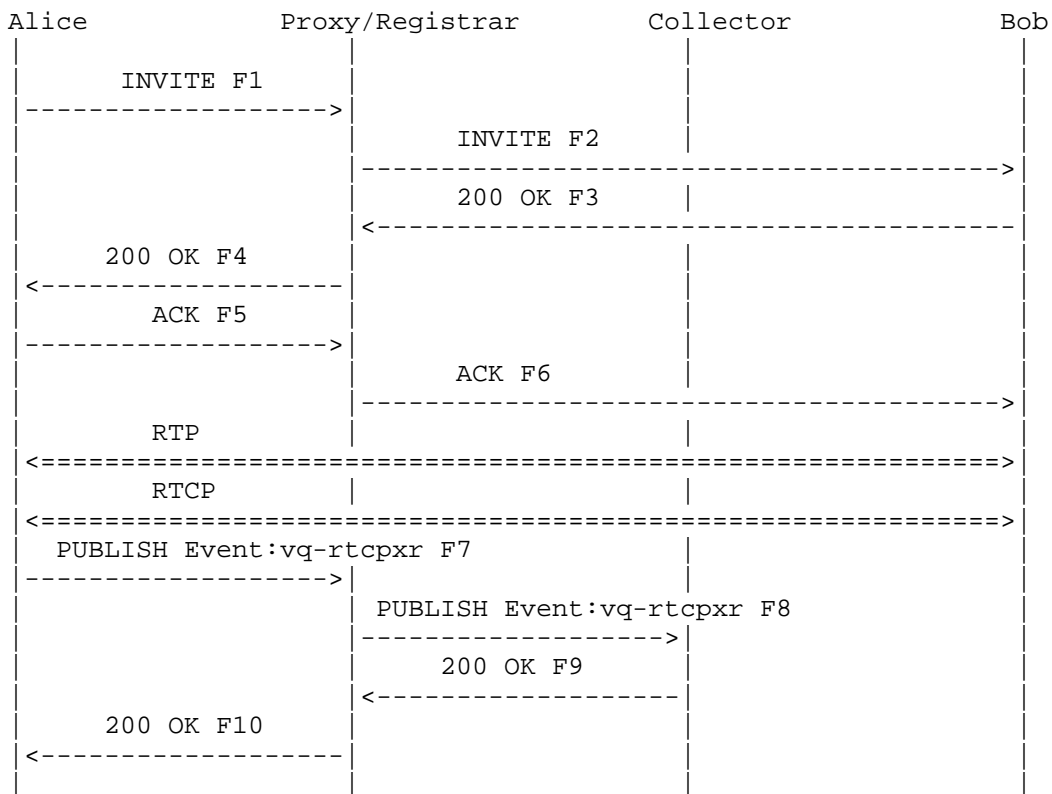 Alice Proxy/Registrar Collector Bob
INVITE F1
INVITE F2
200 OK F3
200 OK F4
ACK F5
ACK F6
RTP
RTCP
PUBLISH Event:vq-rtcpxr F7
PUBLISH Event:vq-rtcpxr F8
200 OK F9
200 OK F10